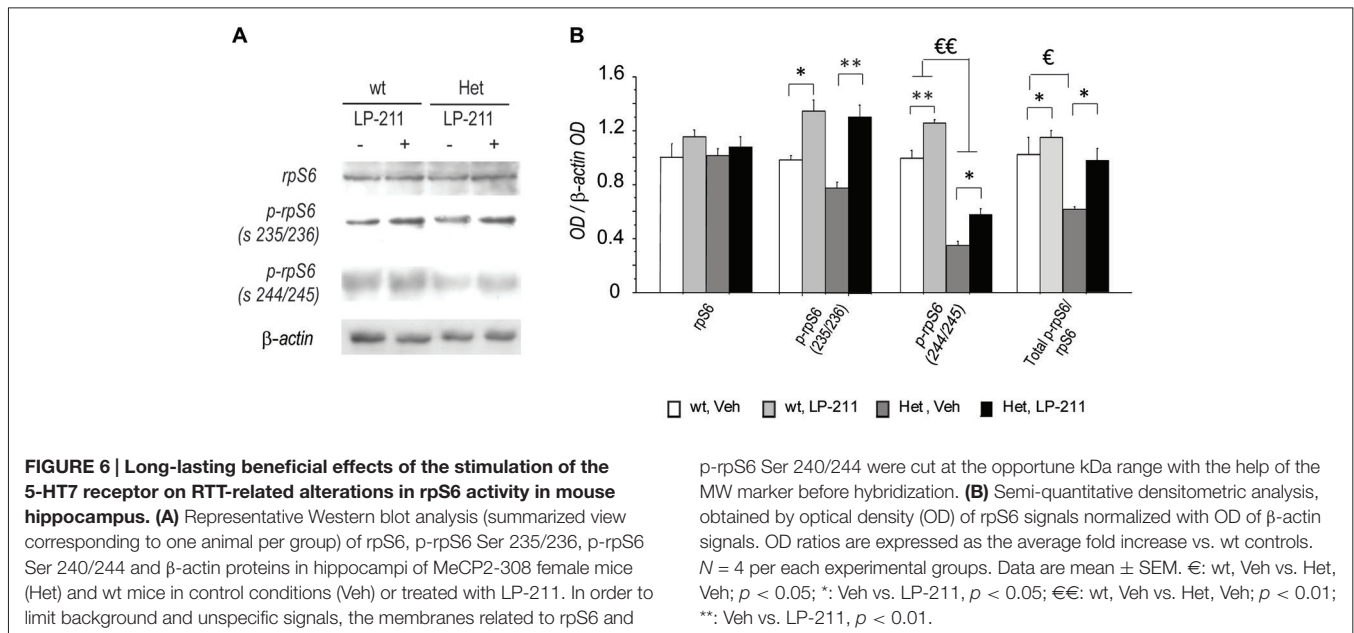 A
wt Het
LP-211 LP-211
- + - +
rpS6
p-rpS6
(s 235/236)
p-rpS6
(s 244/245)
β-actin
B
OD / β-actin OD
1.6
1.2
0.8
0.4
0
* ** €€ ** * € * *
rpS6
p-rpS6
(235/236)
p-rpS6
(244/245)
Total p-rpS6/
rpS6
wt, Veh wt, LP-211 Het, Veh Het, LP-211
FIGURE 6 | Long-lasting beneficial effects of the stimulation of the
5-HT7 receptor on RTT-related alterations in rpS6 activity in mouse
hippocampus. (A) Representative Western blot analysis (summarized view
corresponding to one animal per group) of rpS6, p-rpS6 Ser 235/236, p-rpS6
Ser 240/244 and β-actin proteins in hippocampi of MeCP2-308 female mice
(Het) and wt mice in control conditions (Veh) or treated with LP-211. In order to
limit background and unspecific signals, the membranes related to rpS6 and
p-rpS6 Ser 240/244 were cut at the opportune kDa range with the help of the
MW marker before hybridization. (B) Semi-quantitative densitometric analysis,
obtained by optical density (OD) of rpS6 signals normalized with OD of β-actin
signals. OD ratios are expressed as the average fold increase vs. wt controls.
N = 4 per each experimental groups. Data are mean ± SEM. €: wt, Veh vs. Het,
Veh; p < 0.05; *: Veh vs. LP-211, p < 0.05; €€: wt, Veh vs. Het, Veh; p < 0.01;
**: Veh vs. LP-211, p < 0.01.